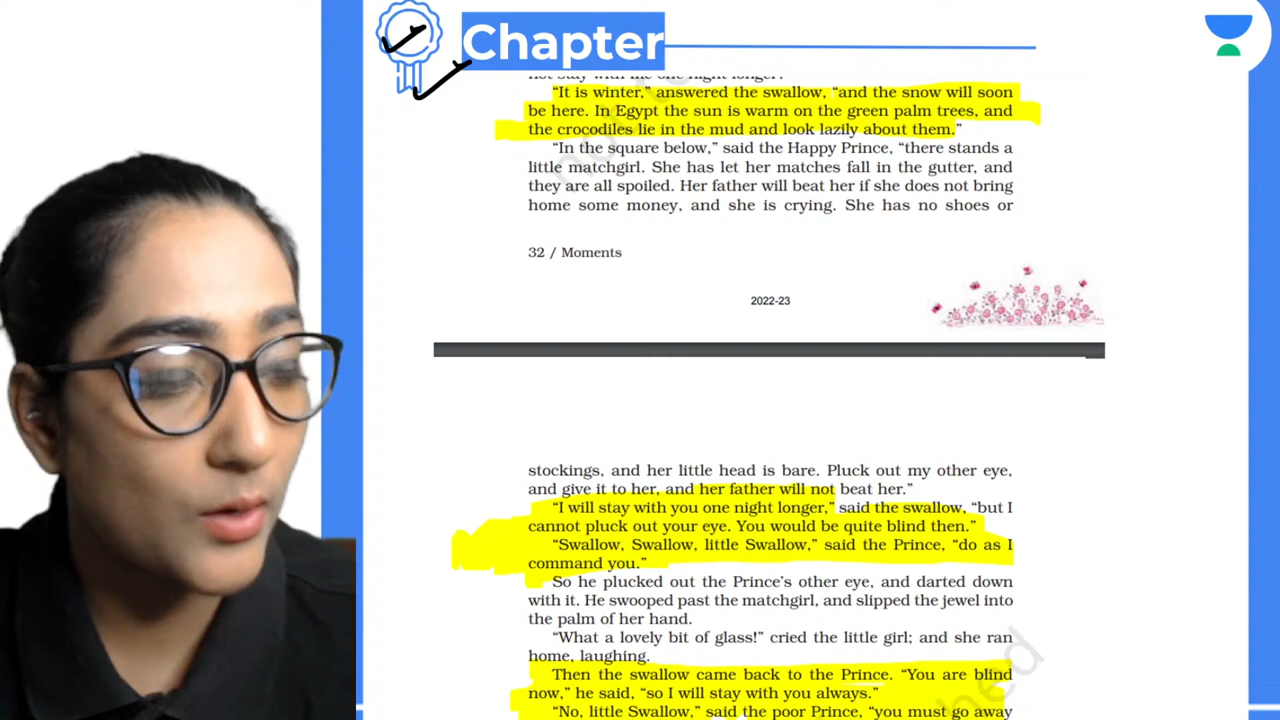 Chapter
not stay with me one night longer?"
“It is winter,” answered the swallow, “and the snow will soon
be here. In Egypt the sun is warm on the green palm trees, and
the crocodiles lie in the mud and look lazily about them.”
“In the square below,” said the Happy Prince, “there stands a
little matchgirl. She has let her matches fall in the gutter, and
they are all spoiled. Her father will beat her if she does not bring
home some money, and she is crying. She has no shoes or
32 / Moments
2022-23
stockings, and her little head is bare. Pluck out my other eye,
and give it to her, and her father will not beat her.”
“I will stay with you one night longer,” said the swallow, “but I
cannot pluck out your eye. You would be quite blind then.”
“Swallow, Swallow, little Swallow,” said the Prince, “do as I
command you.”
So he plucked out the Prince’s other eye, and darted down
with it. He swooped past the matchgirl, and slipped the jewel into
the palm of her hand.
“What a lovely bit of glass!” cried the little girl; and she ran
home, laughing.
Then the swallow came back to the Prince. “You are blind
now,” he said, “so I will stay with you always.”
“No, little Swallow,” said the poor Prince, “you must go away